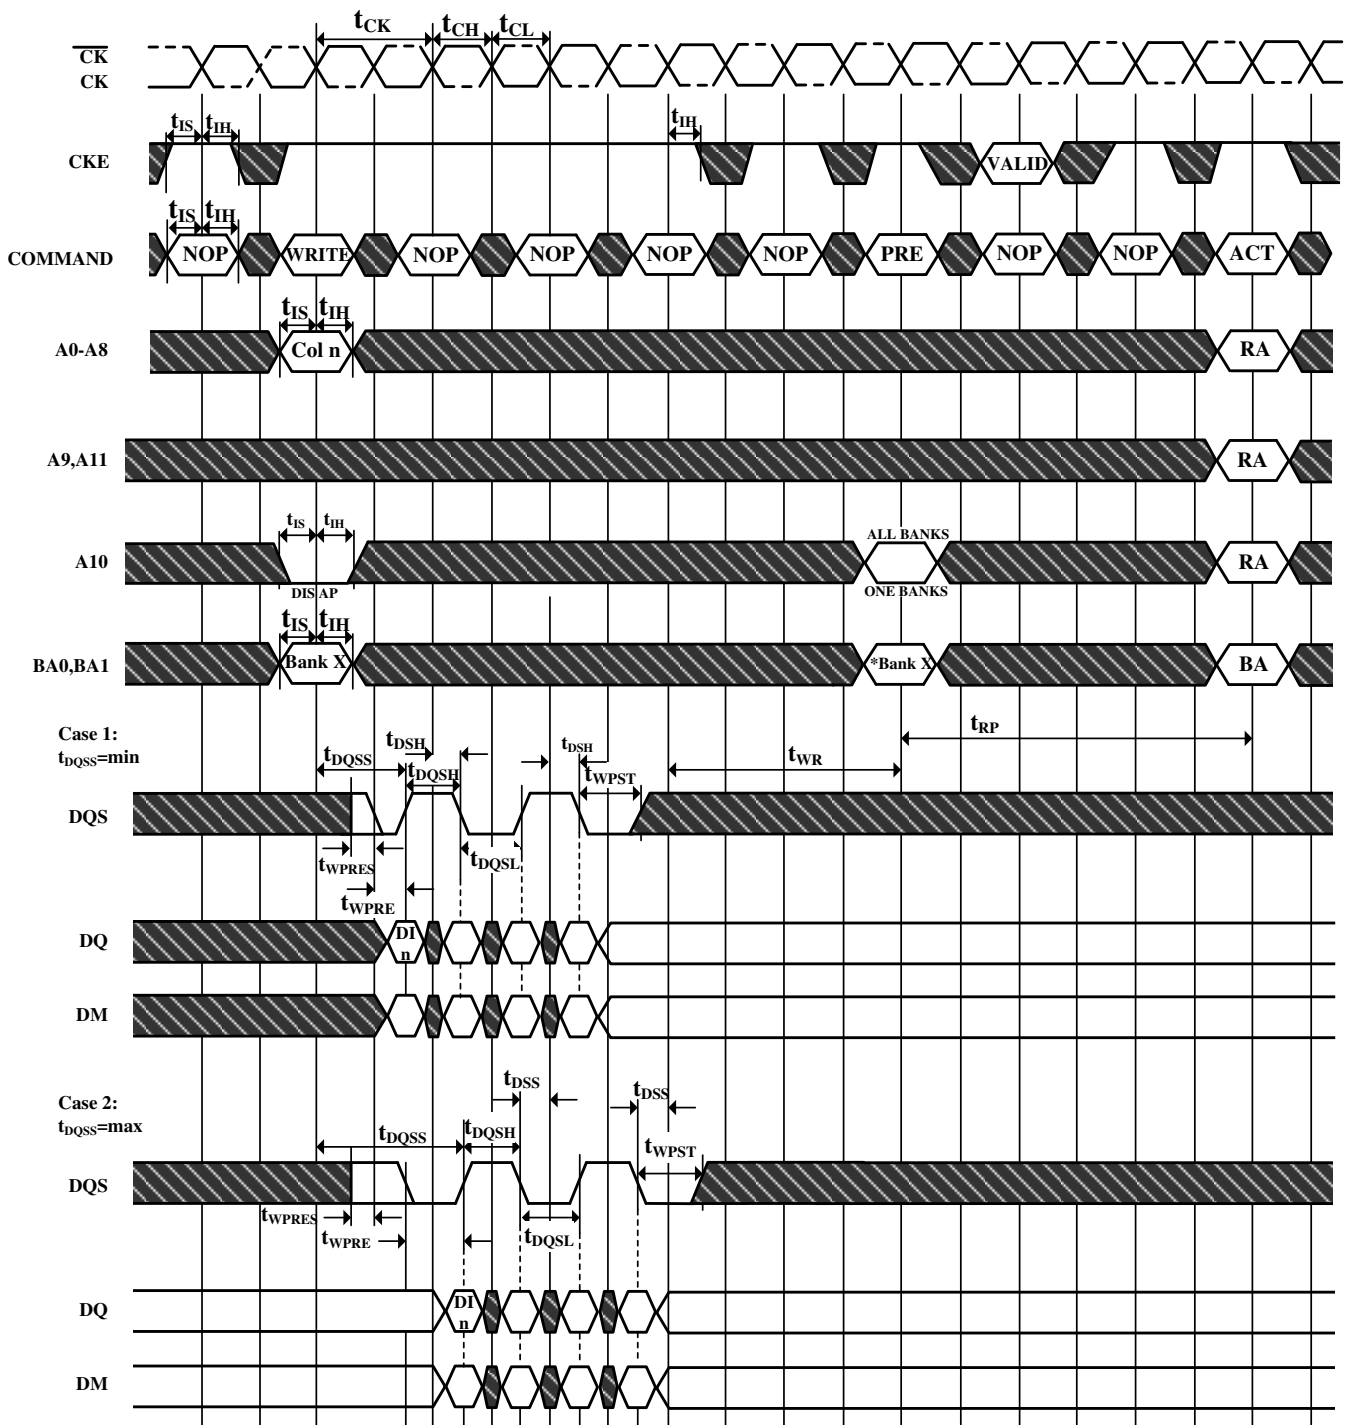 tCK tCH tCL
CK
CK
tIS tIH tIH
CKE VALID
tIS tIH
COMMAND NOP WRITE NOP NOP NOP NOP PRE NOP NOP ACT
tIS tIH
A0-A8 Col n RA
A9,A11 RA
tIS tIH ALL BANKS
A10 RA
DIS AP ONE BANKS
tIS tIH
BA0,BA1 Bank X *Bank X BA
Case 1:
tDQSS=min
tDQSS tDSH tDQSH tDSH tWPST tWR tRP
DQS
tWPRES tDQSL
tWPRE
DQ DI
n
DM
Case 2:
tDQSS=max
tDSS tDSS
tDQSS tDQSH tWPST
DQS
tWPRES tWPRE tDQSL
DQ DI
n
DM